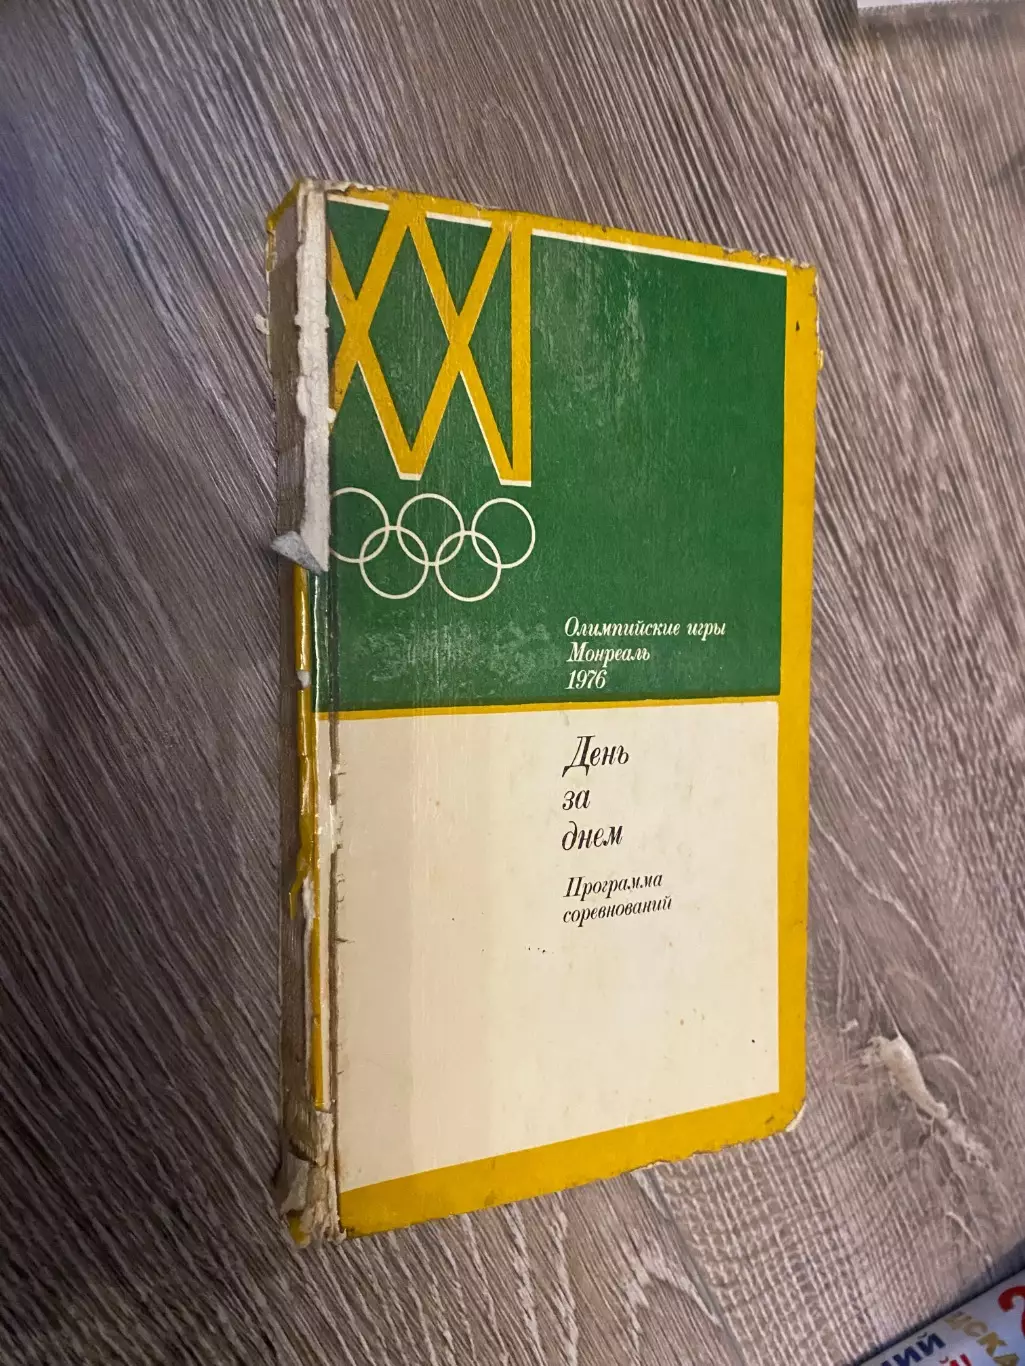 XXI
Олимпийские игры
Монреаль
1976
День
за
днем
Программа
соревнований